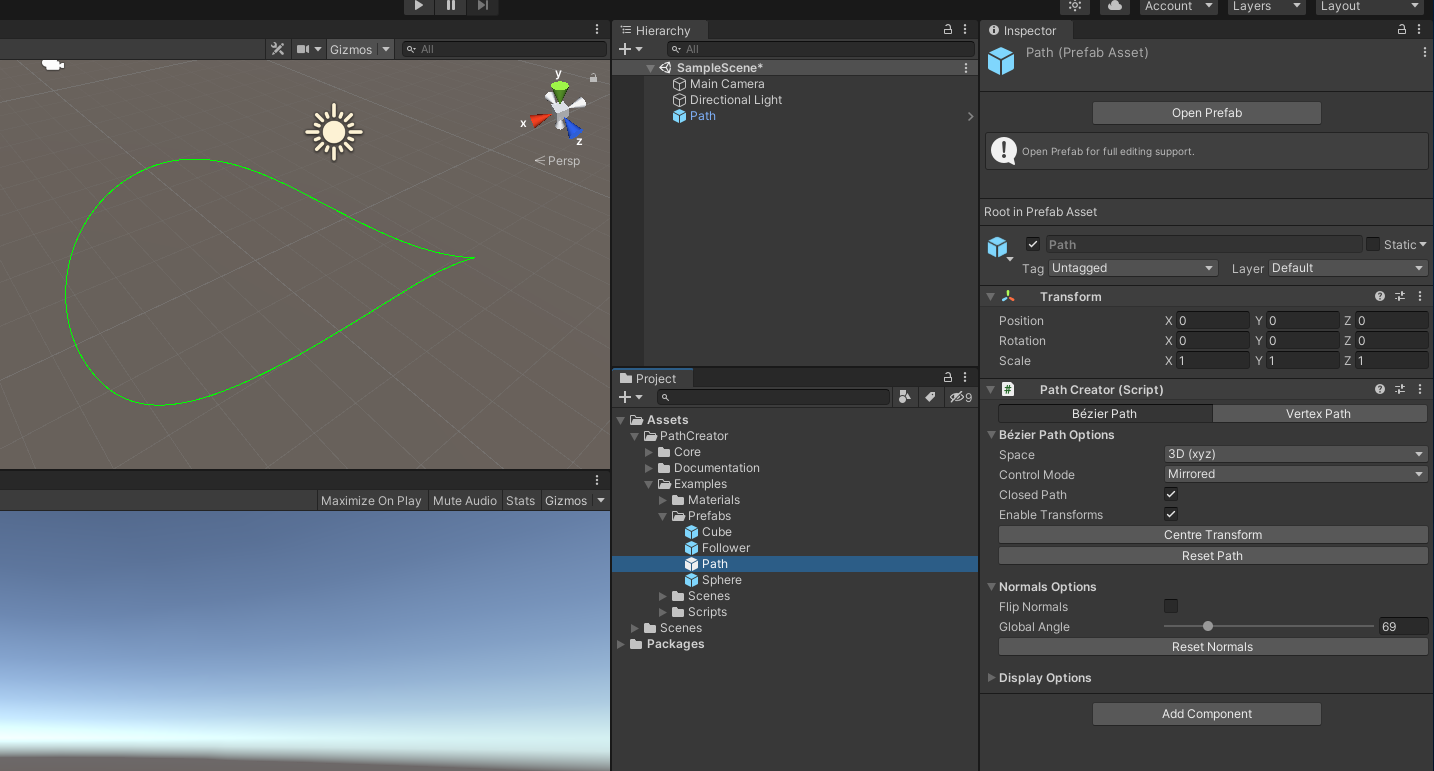 Account
Layers
Layout
Gizmos
All
y
x
z
Persp
Maximize On Play
Mute Audio
Stats
Gizmos
Hierarchy
All
SampleScene*
Main Camera
Directional Light
Path
Project
9
Assets
PathCreator
Core
Documentation
Examples
Materials
Prefabs
Cube
Follower
Path
Sphere
Scenes
Scripts
Scenes
Packages
Inspector
Path (Prefab Asset)
Open Prefab
Open Prefab for full editing support.
Root in Prefab Asset
Path
Static
Tag Untagged Layer Default
Transform
Position X 0 Y 0 Z 0
Rotation X 0 Y 0 Z 0
Scale X 1 Y 1 Z 1
# Path Creator (Script)
Bézier Path Vertex Path
Bézier Path Options
Space 3D (xyz)
Control Mode Mirrored
Closed Path
Enable Transforms
Centre Transform
Reset Path
Normals Options
Flip Normals
Global Angle 69
Reset Normals
Display Options
Add Component